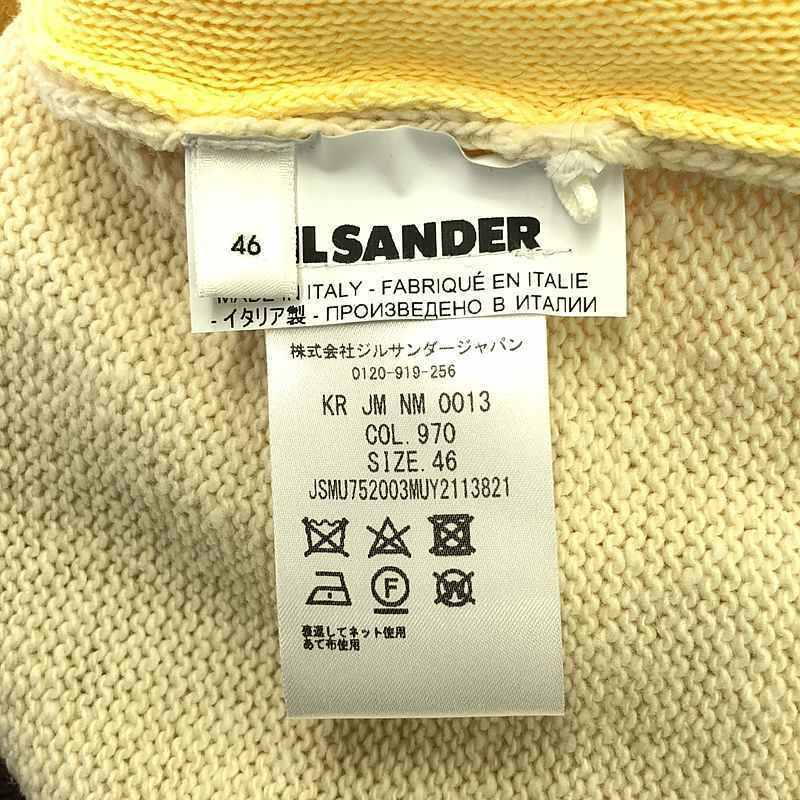 46
IL SANDER
MADE IN ITALY - FABRIQUÉ EN ITALIE
- イタリア製 - ПРОИЗВЕДЕНО В ИТАЛИИ
株式会社ジルサンダージャパン
0120-919-256
KR JM NM 0013
COL. 970
SIZE. 46
JSMU752003MUY2113821
F
W
裏返してネット使用
あて布使用